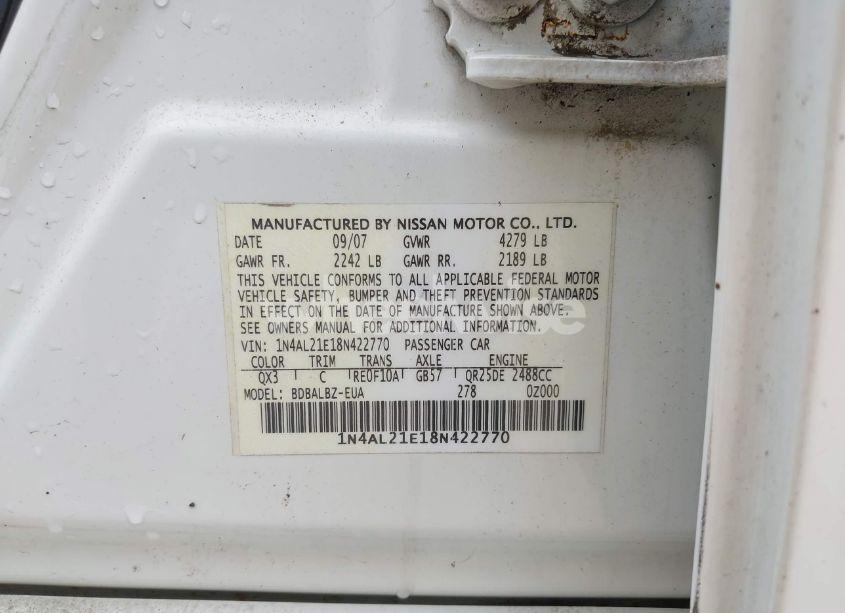 MANUFACTURED BY NISSAN MOTOR CO., LTD.
DATE 09/07 GVWR 4279 LB
GAWR FR. 2242 LB GAWR RR. 2189 LB
THIS VEHICLE CONFORMS TO ALL APPLICABLE FEDERAL MOTOR
VEHICLE SAFETY, BUMPER AND THEFT PREVENTION STANDARDS
IN EFFECT ON THE DATE OF MANUFACTURE SHOWN ABOVE.
SEE OWNERS MANUAL FOR ADDITIONAL INFORMATION.
VIN: 1N4AL21E18N422770 PASSENGER CAR
COLOR TRIM TRANS AXLE ENGINE
QX3 C RE0F10A GB57 QR25DE 2488CC
MODEL: BDBALBZ-EUA 278 0Z000
1N4AL21E18N422770